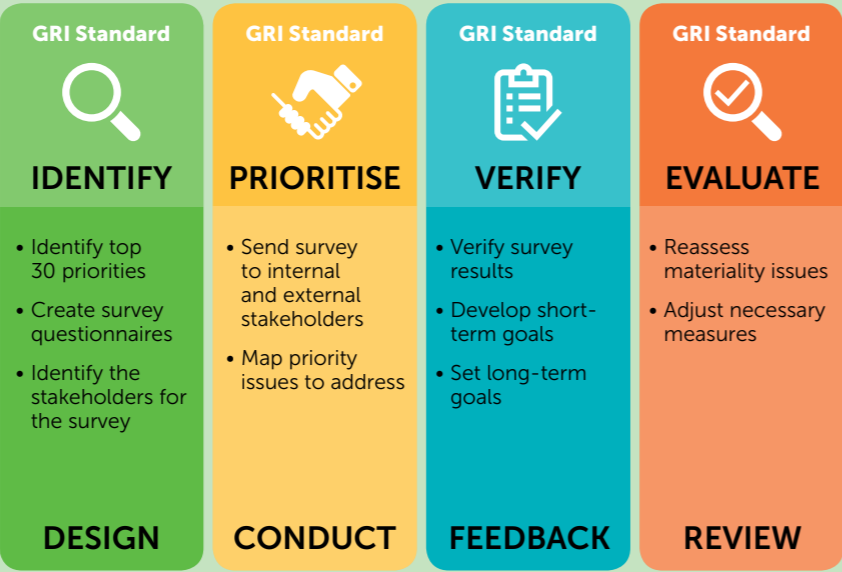 GRI Standard
IDENTIFY
• Identify top
30 priorities
• Create survey
questionnaires
• Identify the
stakeholders for
the survey
DESIGN
GRI Standard
PRIORITISE
• Send survey
to internal
and external
stakeholders
• Map priority
issues to address
CONDUCT
GRI Standard
VERIFY
• Verify survey
results
• Develop short-
term goals
• Set long-term
goals
FEEDBACK
GRI Standard
EVALUATE
• Reassess
materiality issues
• Adjust necessary
measures
REVIEW